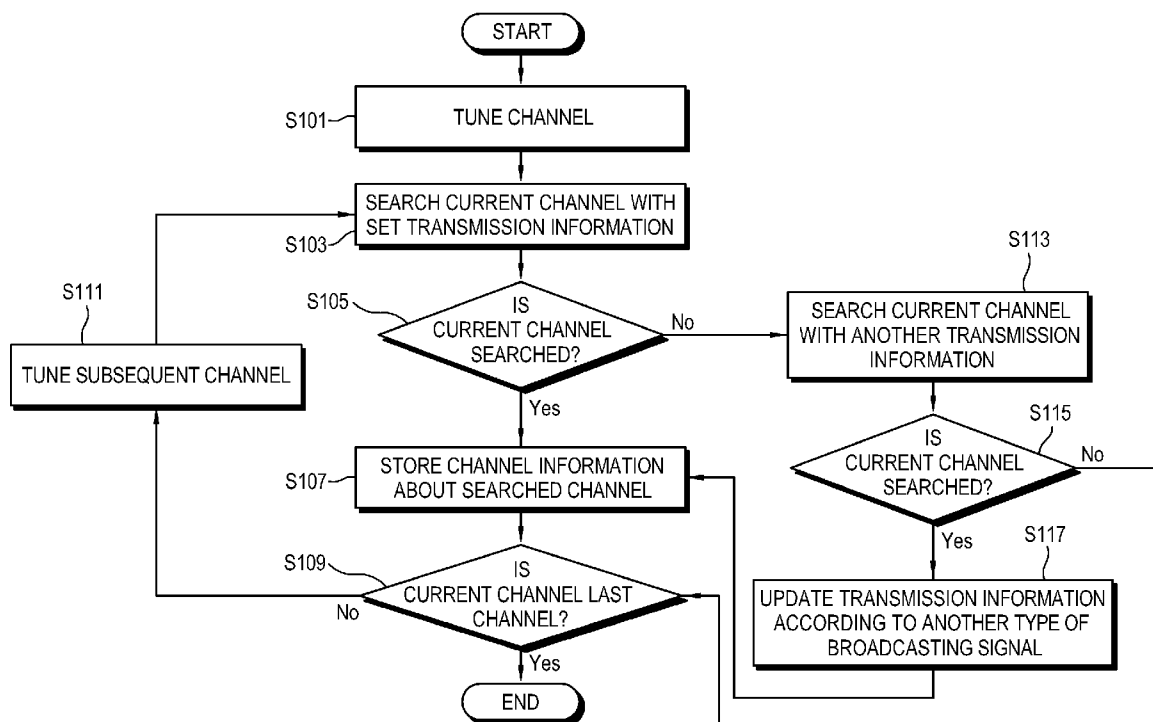 START
S101
TUNE CHANNEL
SEARCH CURRENT CHANNEL WITH
SET TRANSMISSION INFORMATION
S103
S105
IS
CURRENT CHANNEL
SEARCHED?
No
Yes
S111
TUNE SUBSEQUENT CHANNEL
S113
SEARCH CURRENT CHANNEL
WITH ANOTHER TRANSMISSION
INFORMATION
S115
IS
CURRENT CHANNEL
SEARCHED?
No
Yes
S107
STORE CHANNEL INFORMATION
ABOUT SEARCHED CHANNEL
S117
UPDATE TRANSMISSION INFORMATION
ACCORDING TO ANOTHER TYPE OF
BROADCASTING SIGNAL
S109
IS
CURRENT CHANNEL LAST
CHANNEL?
No
Yes
END